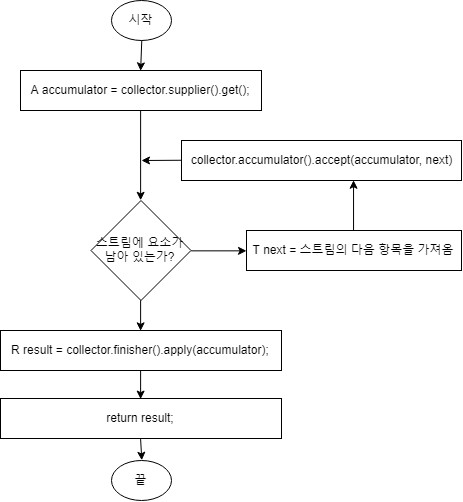 시작
A accumulator = collector.supplier().get();
collector.accumulator().accept(accumulator, next)
스트림에 요소가
남아 있는가?
T next = 스트림의 다음 항목을 가져옴
R result = collector.finisher().apply(accumulator);
return result;
끝